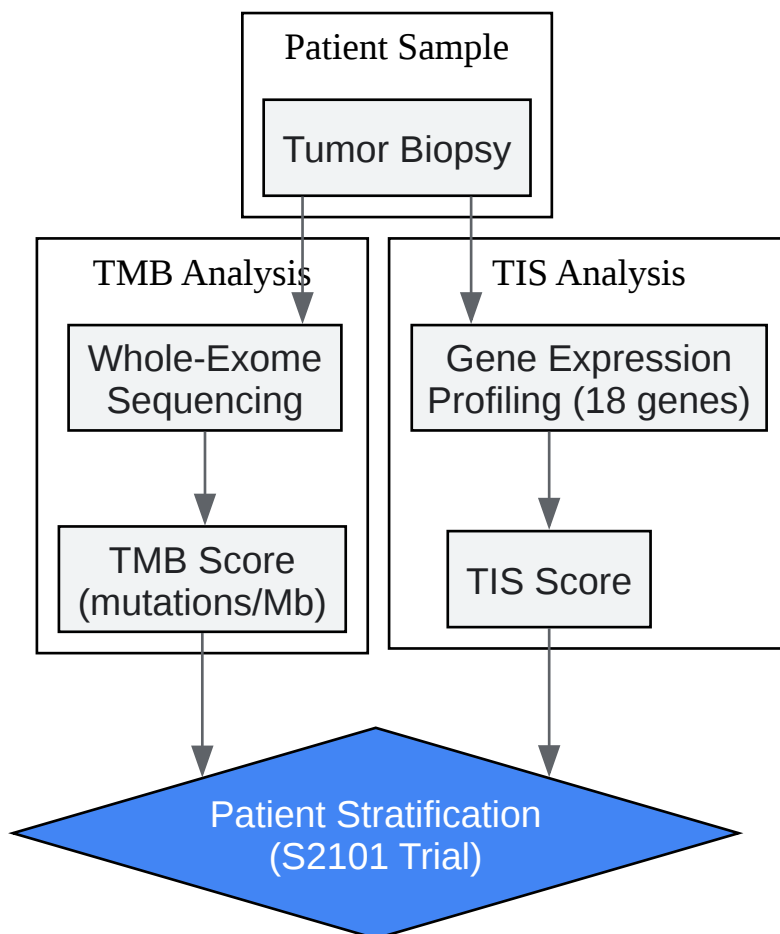 Patient Sample
Tumor Biopsy
TMB Analysis
Whole-Exome
Sequencing
TMB Score
(mutations/Mb)
TIS Analysis
Gene Expression
Profiling (18 genes)
TIS Score
Patient Stratification
(S2101 Trial)